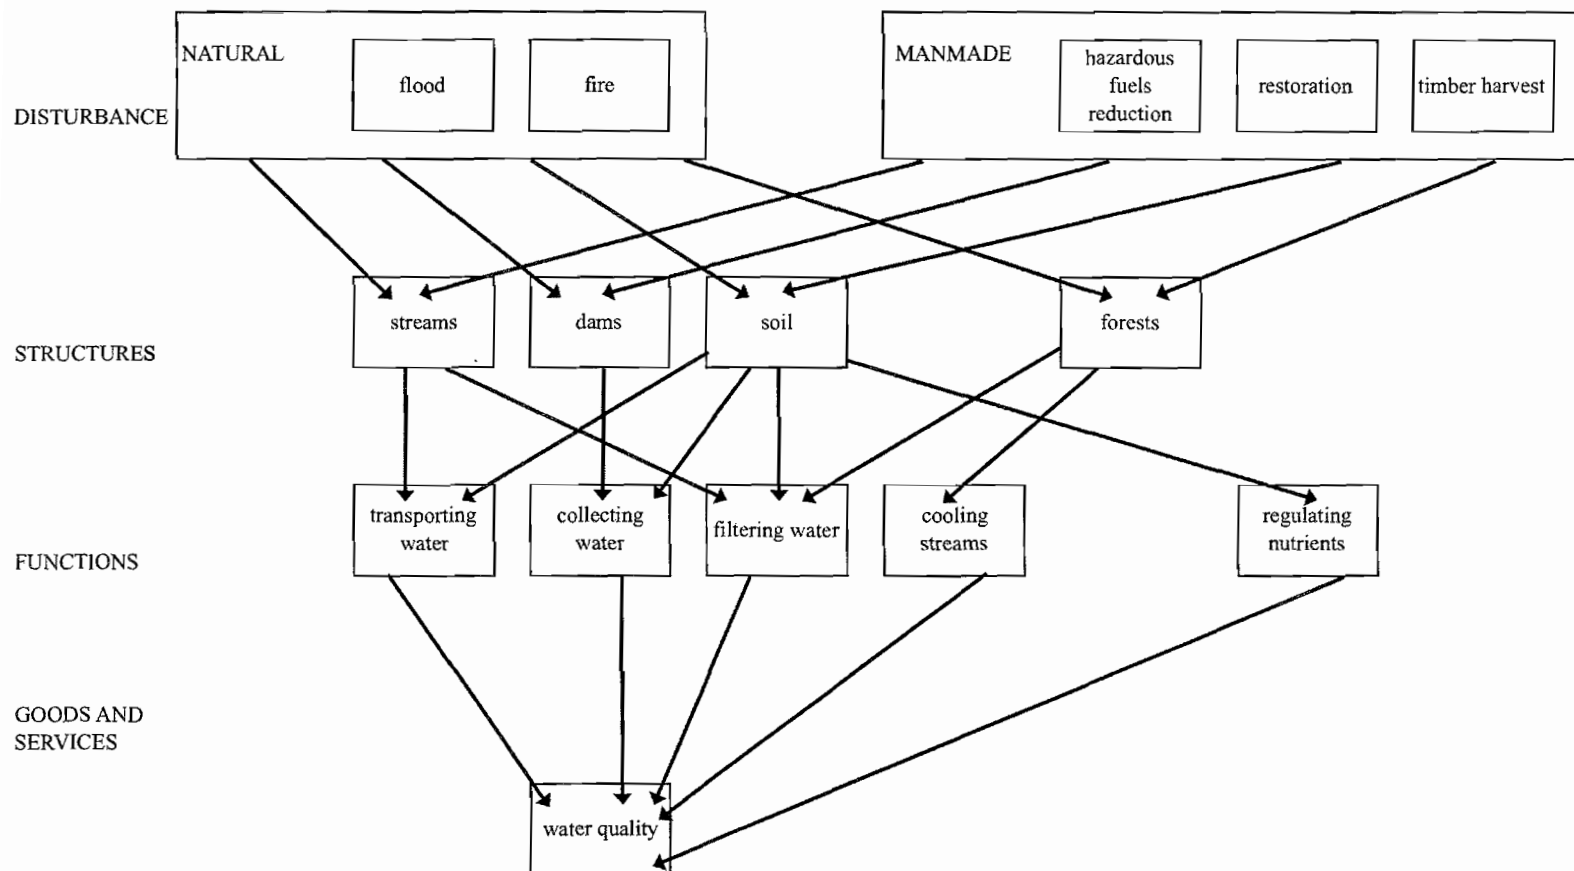 NATURAL
flood
fire
MANMADE
hazardous
fuels
reduction
restoration
timber harvest
DISTURBANCE
streams
dams
soil
forests
STRUCTURES
transporting
water
collecting
water
filtering water
cooling
streams
regulating
nutrients
FUNCTIONS
GOODS AND
SERVICES
water quality